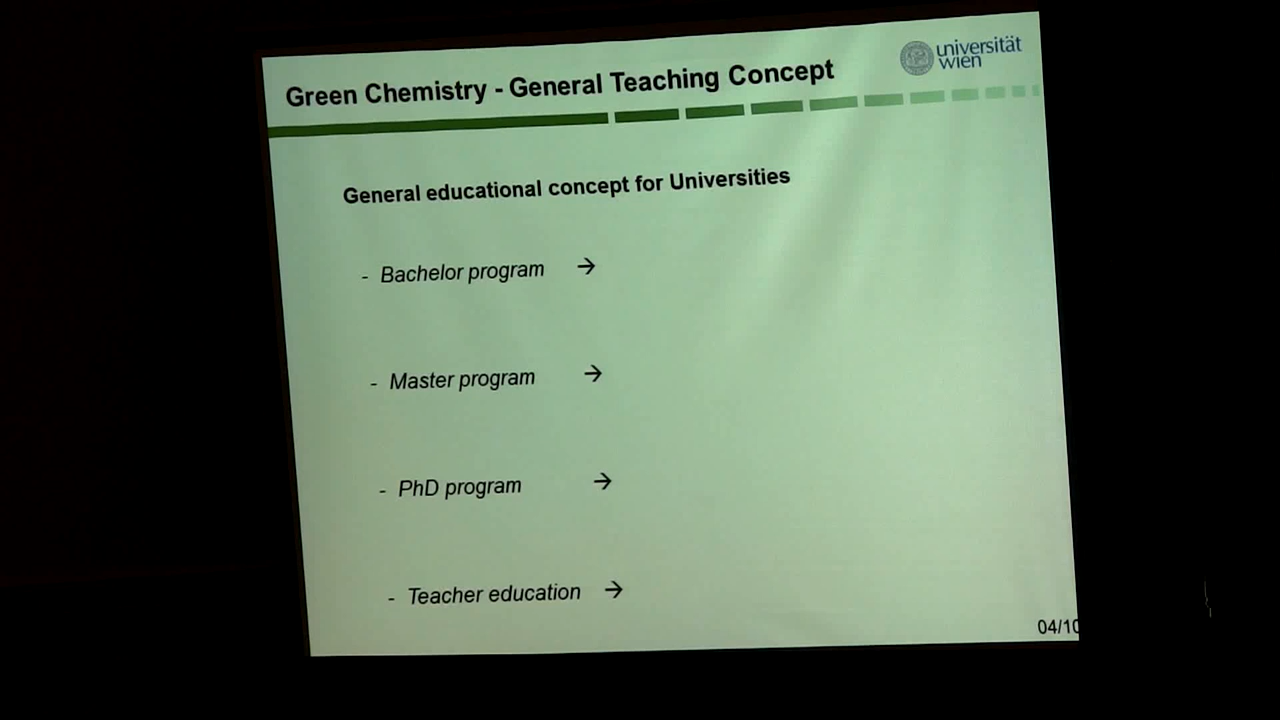 Green Chemistry - General Teaching Concept
universität
wien
General educational concept for Universities
- Bachelor program →
- Master program →
- PhD program →
- Teacher education →
04/10